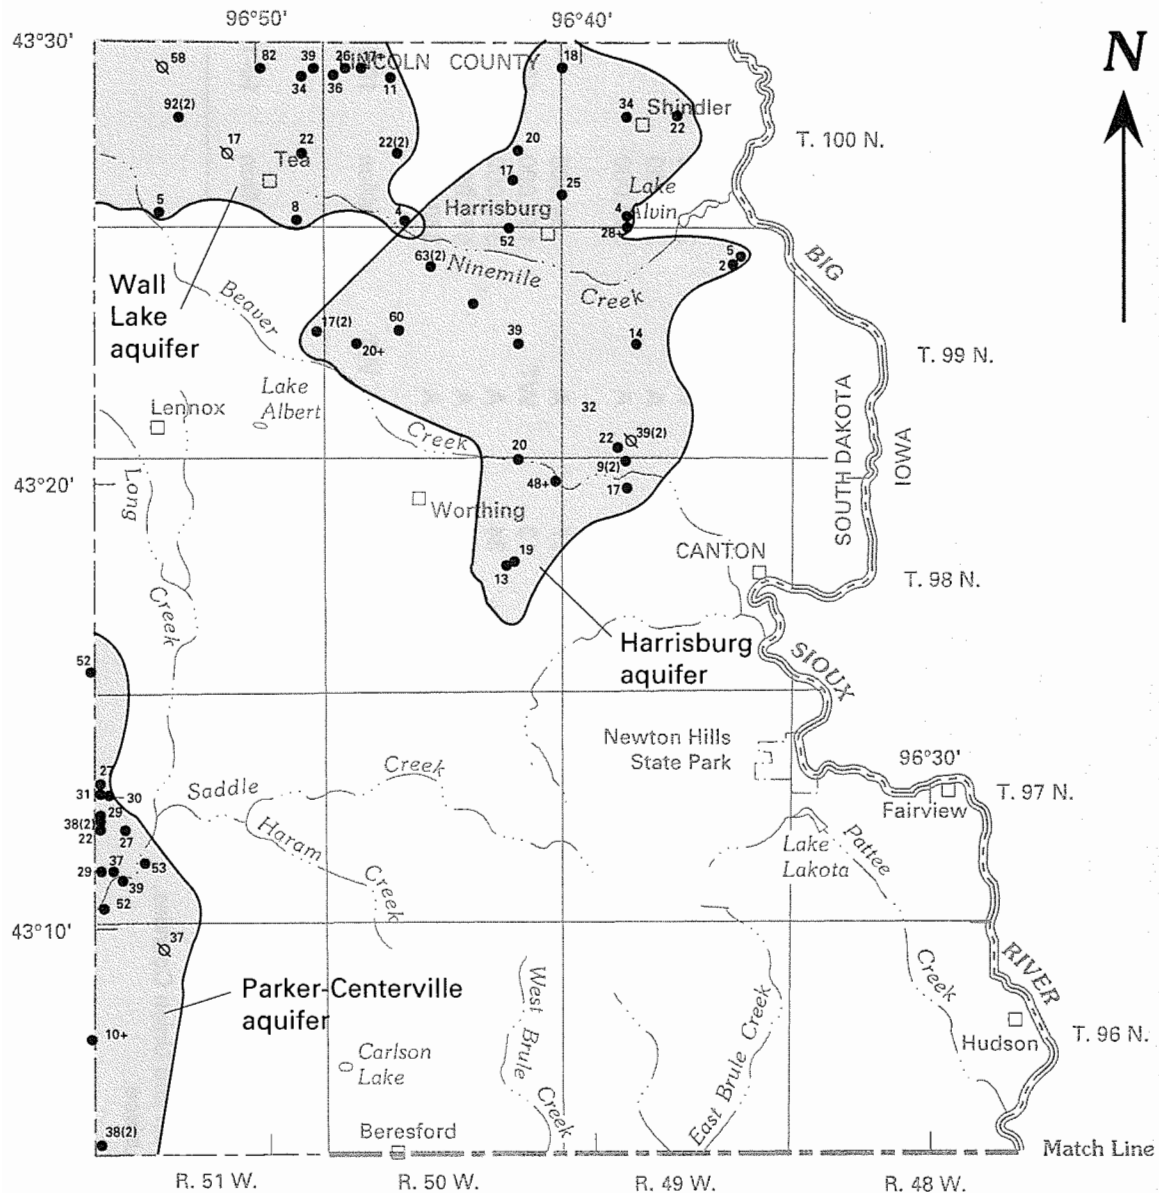 96°50'
96°40'
43°30'
N
LINCOLN COUNTY
58
82
39
26
17+
18
34
36
11
92(2)
34
Shindler
22
T. 100 N.
17
22
22(2)
20
Tea
17
25
Lake
Alvin
5
8
4
Harrisburg
4
52
28+
63(2)
5
2
Ninemile
Creek
BIG
Wall
Lake
aquifer
Beaver
17(2)
60
39
14
20+
T. 99 N.
Lake
Albert
Lennox
SOUTH DAKOTA
IOWA
32
Creek
22
39(2)
20
9(2)
43°20'
48+
17
Long
Worthing
19
13
CANTON
T. 98 N.
Creek
Harrisburg
aquifer
SIOUX
52
Newton Hills
State Park
96°30'
27
Creek
31
30
Saddle
T. 97 N.
Fairview
29
38(2)
22
27
Haram
Lake
Lakota
Pattee
29
37
53
39
Creek
52
43°10'
37
RIVER
Creek
Parker-Centerville
aquifer
West Brule
Creek
East Brule Creek
10+
Hudson
T. 96 N.
Carlson
Lake
38(2)
Beresford
Match Line
R. 51 W.
R. 50 W.
R. 49 W.
R. 48 W.